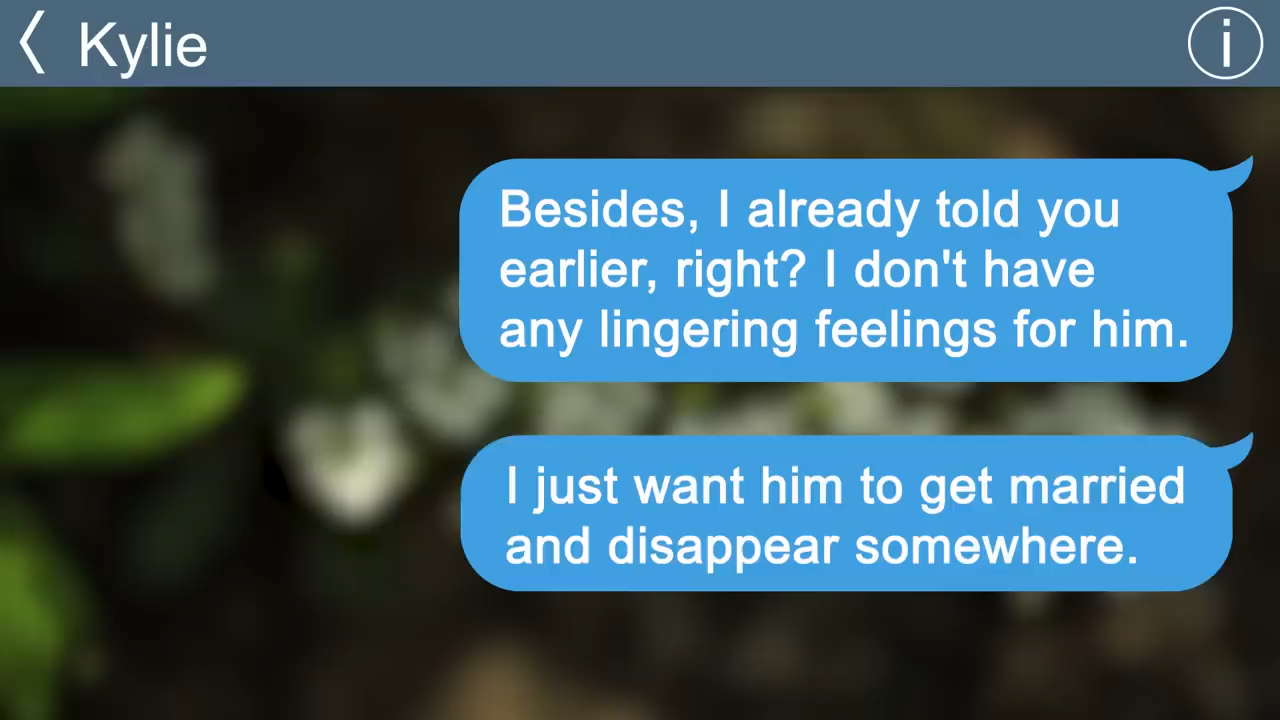 Kylie
i
Besides, I already told you
earlier, right? I don't have
any lingering feelings for him.
I just want him to get married
and disappear somewhere.